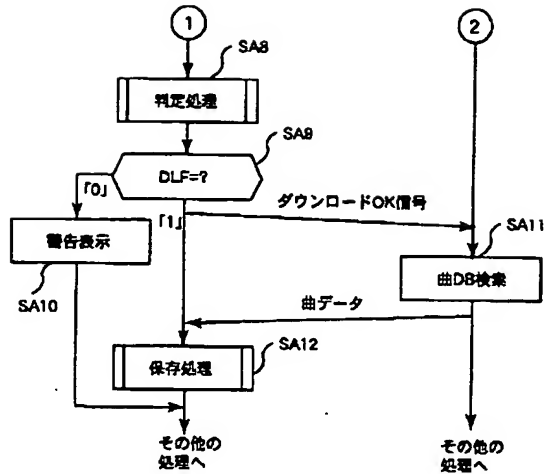 1
2
SA8
判定処理
SA9
DLF=?
「0」
「1」
ダウンロードOK信号
SA11
警告表示
SA10
曲DB検索
曲データ
SA12
保存処理
その他の
処理へ
その他の
処理へ